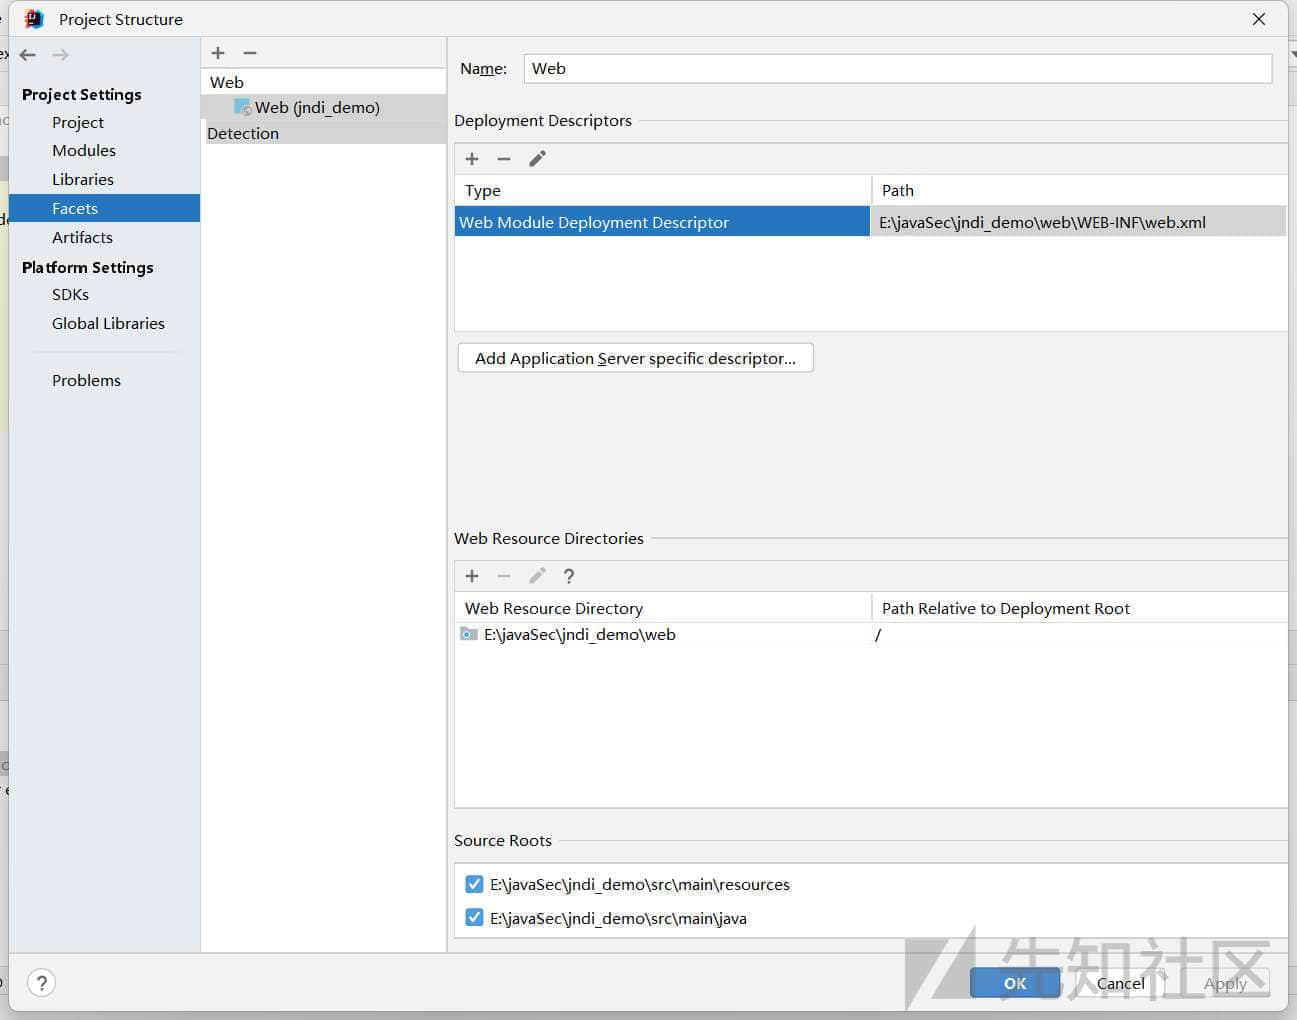 Project Structure
Project Settings
Project
Modules
Libraries
Facets
Artifacts
Platform Settings
SDKs
Global Libraries
Problems
Web
Web (jndi_demo)
Detection
Name: Web
Deployment Descriptors
Type Path
Web Module Deployment Descriptor E:\javaSec\jndi_demo\web\WEB-INF\web.xml
Add Application Server specific descriptor...
Web Resource Directories
?
Web Resource Directory Path Relative to Deployment Root
E:\javaSec\jndi_demo\web /
Source Roots
E:\javaSec\jndi_demo\src\main\resources
E:\javaSec\jndi_demo\src\main\java
? OK Cancel Apply
先知社区